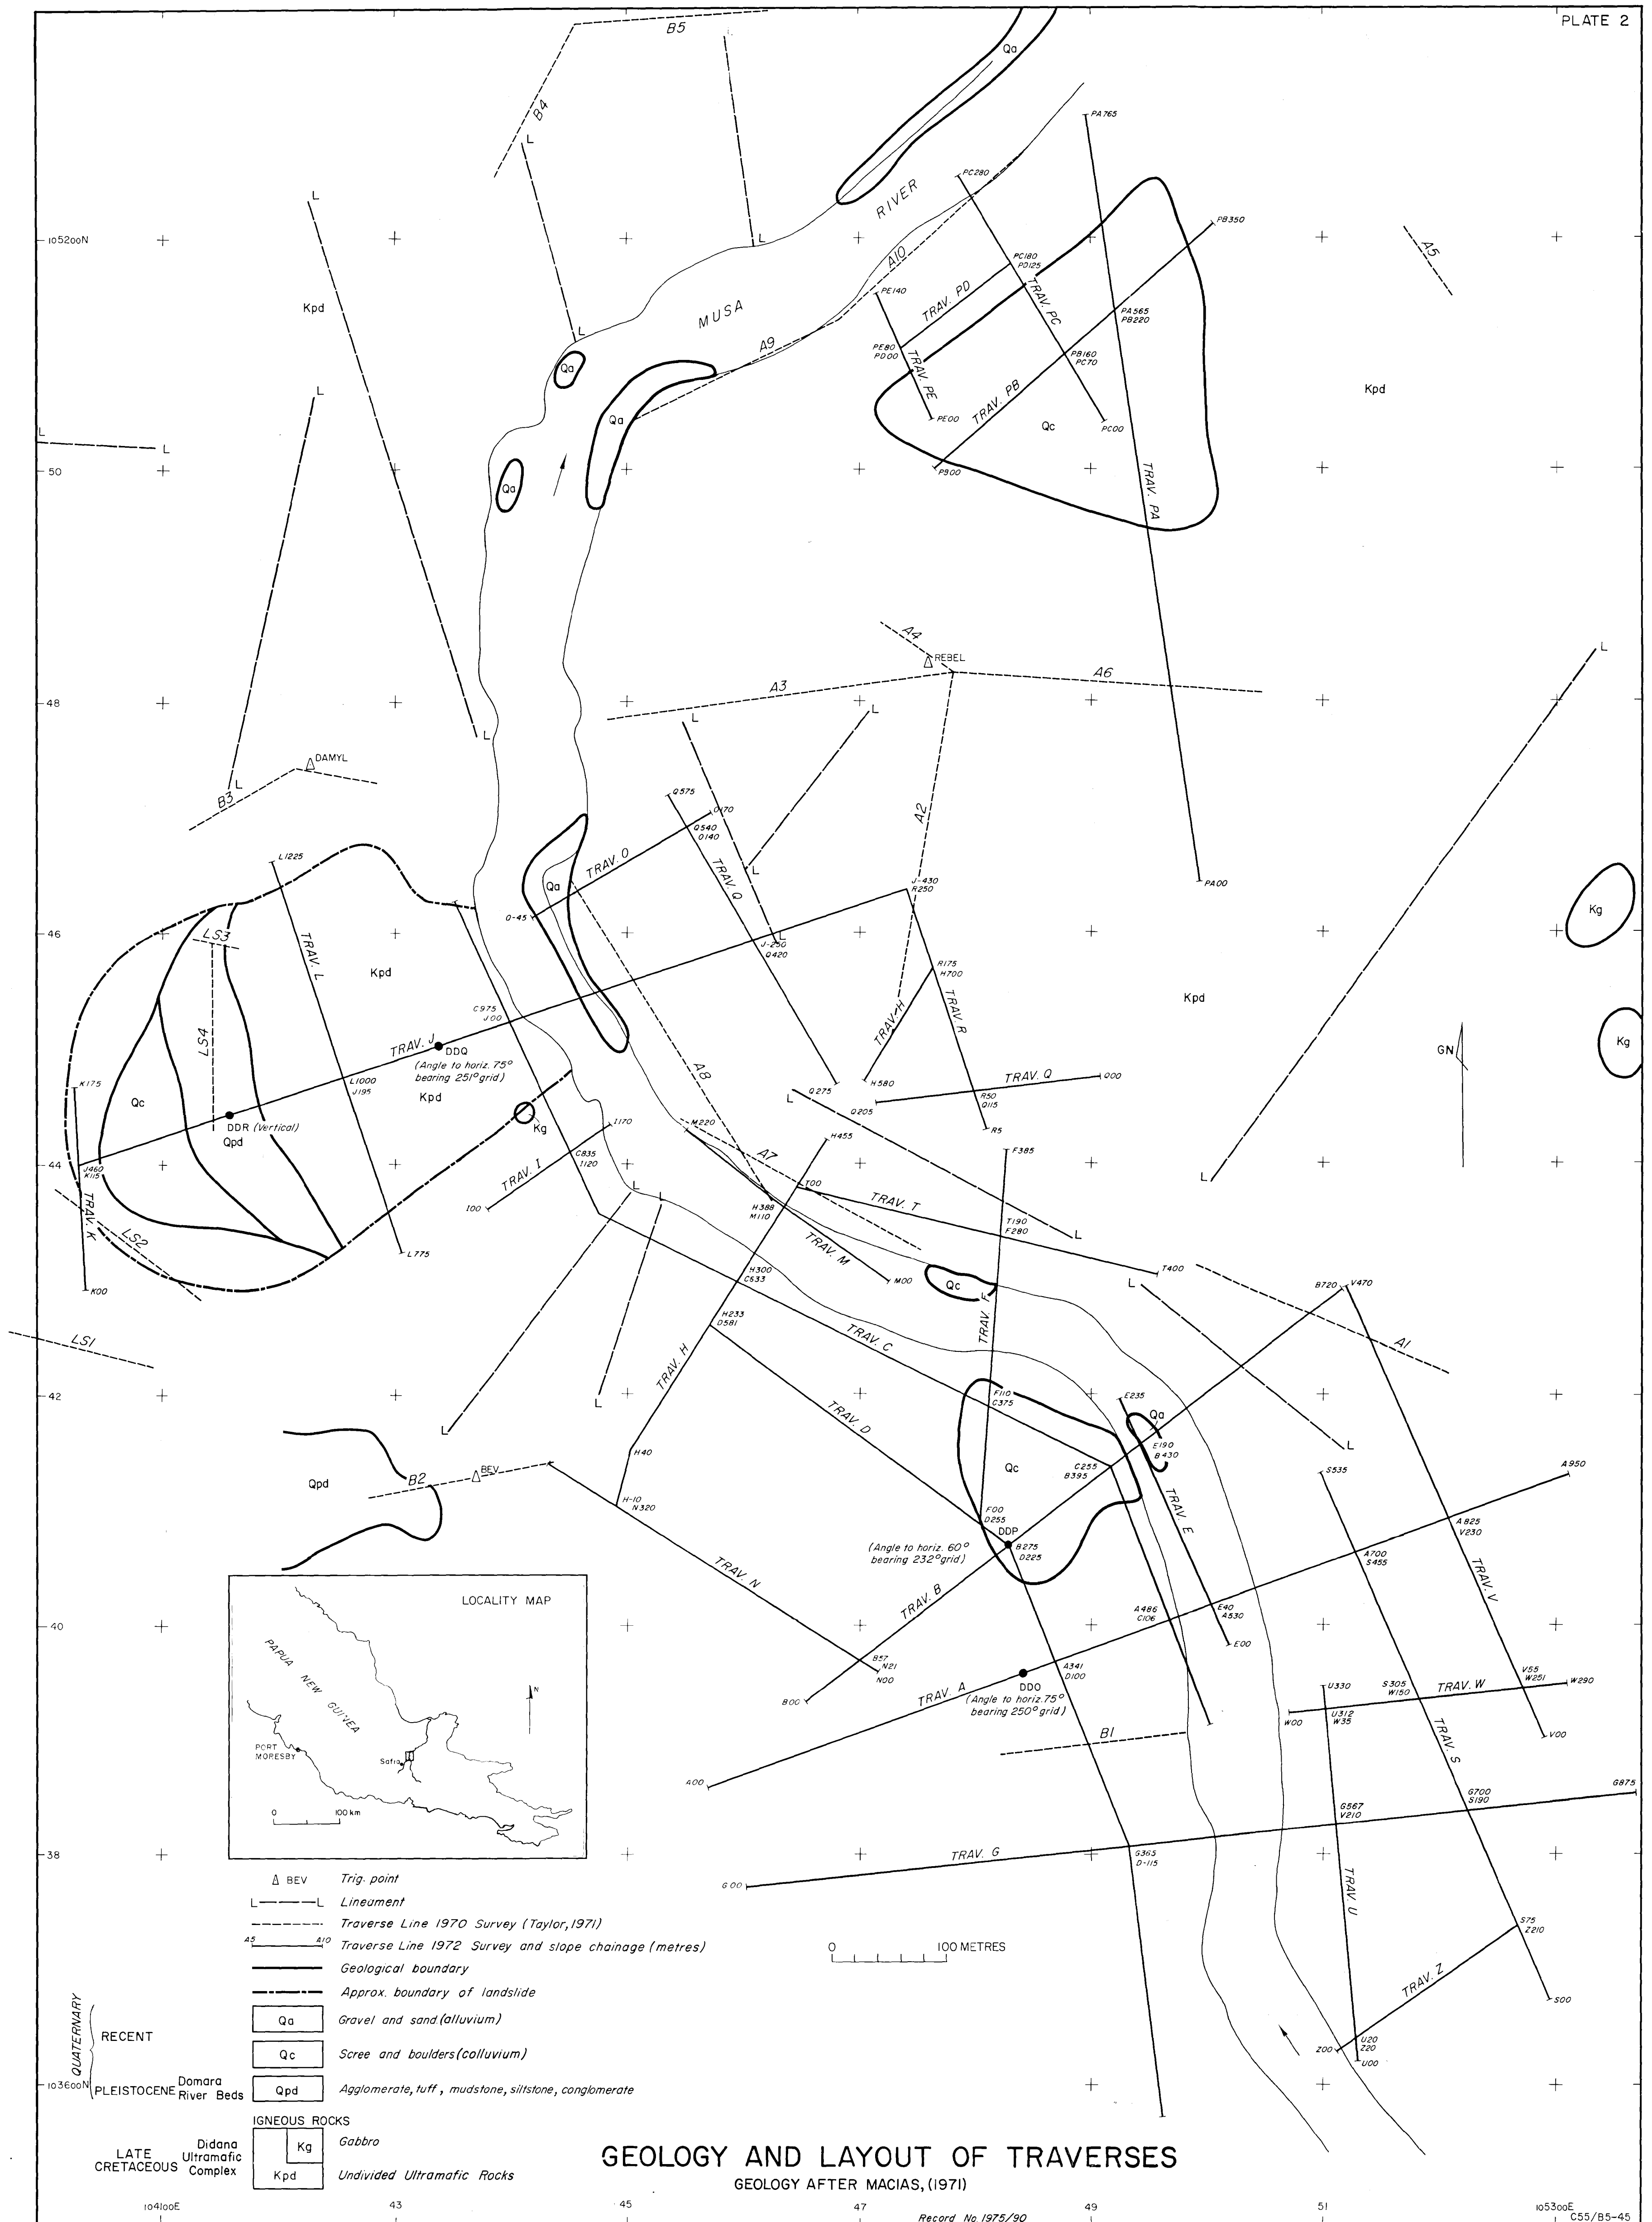 PLATE 2
B5
Qa
B4
L
PA765
PC280
RIVER
L
PB350
105200N
L
A10
A5
PC180
PD125
PE140
TRAV. PD
TRAV. PC
Kpd
MUSA
PA565
PB220
L
A9
PE80
PD00
TRAV. PE
PB160
PC70
Qa
TRAV. PB
Kpd
L
Qa
PE00
Qc
PC00
L
L
50
PB00
Qa
TRAV. PA
A4
REBEL
L
A3
A6
48
L
L
L
DAMYL
L
B3
Q575
O170
A2
Q540
O140
TRAV. O
L1225
TRAV. Q
L
J-430
R250
PA00
Qa
O-45
Kg
46
LS3
L
J-250
Q420
TRAV. L
Kpd
R175
H700
Kpd
C975
J00
TRAV. H
TRAV. R
LS4
TRAV. J
DDQ
(Angle to horiz. 75°
bearing 251° grid)
GN
Kg
A8
K175
L1000
J195
Kpd
Q275
H580
TRAV. Q
Q00
Qc
L
Q205
R50
Q115
DDR (Vertical)
Qpd
Kg
I170
M220
R5
H455
F385
A7
44
J460
K115
C835
I120
TRAV. I
L
L
T00
TRAV. T
L
TRAV. K
I00
H388
M110
T190
F280
LS2
L
L775
TRAV. M
H300
C633
T400
K00
M00
Qc
L
B720
V470
LS1
H233
D581
TRAV. F
TRAV. C
A1
TRAV. H
42
L
F110
C375
E235
Qa
L
TRAV. D
H40
E190
B430
L
Qpd
B2
BEV
Qc
C255
B395
S535
A950
H-10
N320
F00
D255
TRAV. E
DDP
A825
V230
(Angle to horiz. 60°
bearing 232° grid)
B275
D225
A700
S455
TRAV. N
TRAV. V
TRAV. B
40
A486
C106
E40
A530
E00
B57
N21
N00
A341
D100
V55
W251
TRAV. A
DDO
U330
S305
W150
TRAV. W
W290
B00
(Angle to horiz. 75°
bearing 250° grid)
W00
U312
W35
B1
TRAV. S
V00
A00
G875
G700
S190
G567
V210
38
TRAV. G
G365
D-115
G00
TRAV. U
S75
Z210
TRAV. Z
S00
Z00
U20
Z20
U00
LOCALITY MAP
PAPUA NEW GUINEA
N
PORT
MORESBY
Safia
0 100 km
BEV Trig. point
L L Lineament
Traverse Line 1970 Survey (Taylor, 1971)
A5 A10 Traverse Line 1972 Survey and slope chainage (metres)
0 100 METRES
Geological boundary
Approx. boundary of landslide
QUATERNARY
RECENT
Qa Gravel and sand (alluvium)
Qc Scree and boulders (colluvium)
103600N
PLEISTOCENE Domara River Beds Qpd Agglomerate, tuff, mudstone, siltstone, conglomerate
IGNEOUS ROCKS
LATE CRETACEOUS
Didana Ultramafic Complex
Kg Gabbro
Kpd Undivided Ultramafic Rocks
GEOLOGY AND LAYOUT OF TRAVERSES
GEOLOGY AFTER MACIAS, (1971)
104100E 43 45 47 49 51 105300E
Record No. 1975/90
C55/B5-45